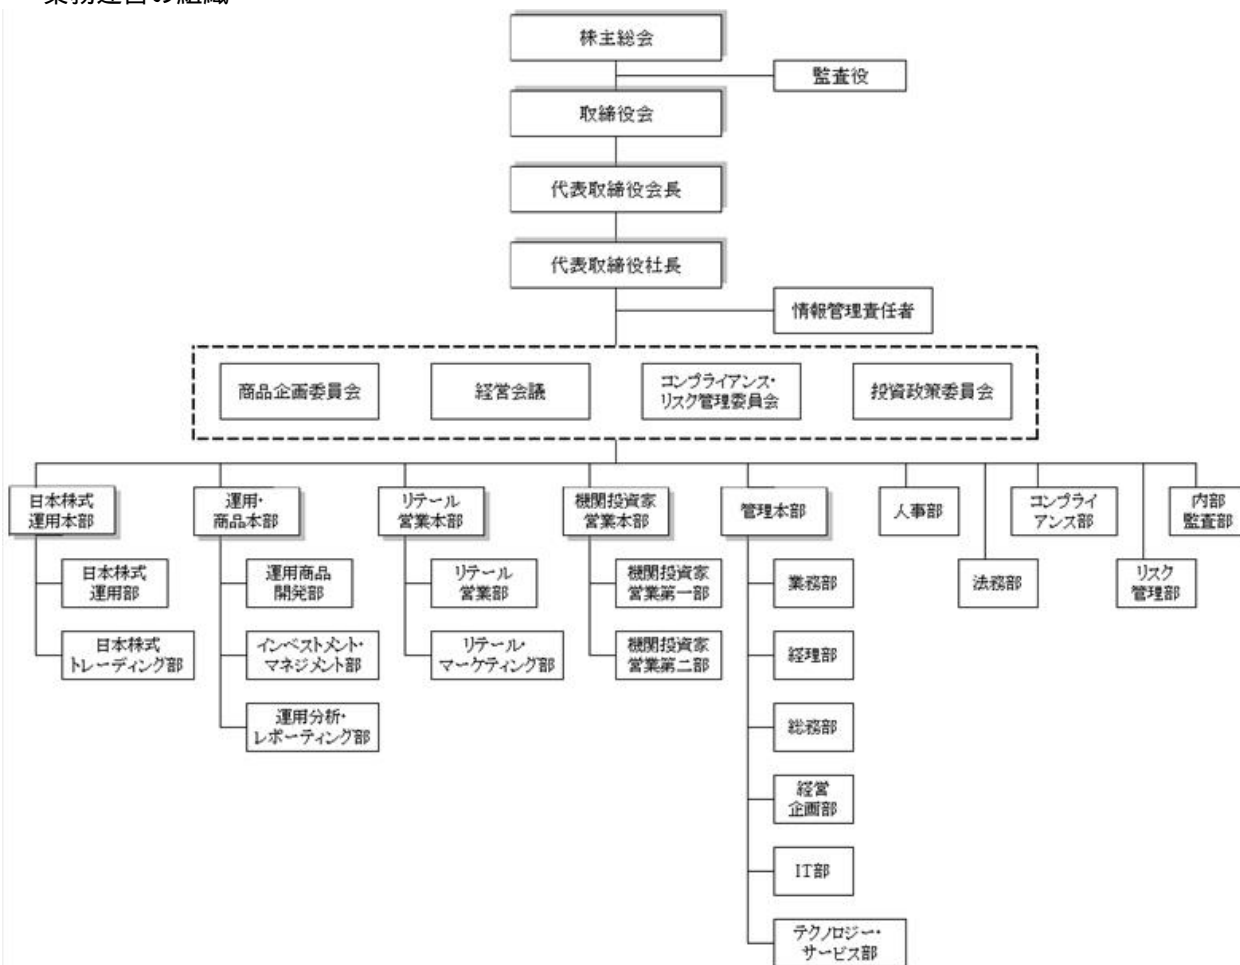 業務運営の組織
株主総会
監査役
取締役会
代表取締役会長
代表取締役社長
情報管理責任者
商品企画委員会
経営会議
コンプライアンス・
リスク管理委員会
投資政策委員会
日本株式
運用本部
運用・
商品本部
リテール
営業本部
機関投資家
営業本部
管理本部
人事部
コンプライ
アンス部
内部
監査部
日本株式
運用部
運用商品
開発部
リテール
営業部
機関投資家
営業第一部
業務部
法務部
リスク
管理部
日本株式
トレーディング部
インベストメント・
マネジメント部
リテール・
マーケティング部
機関投資家
営業第二部
経理部
運用分析・
レポーティング部
総務部
経営
企画部
IT部
テクノロジー・
サービス部